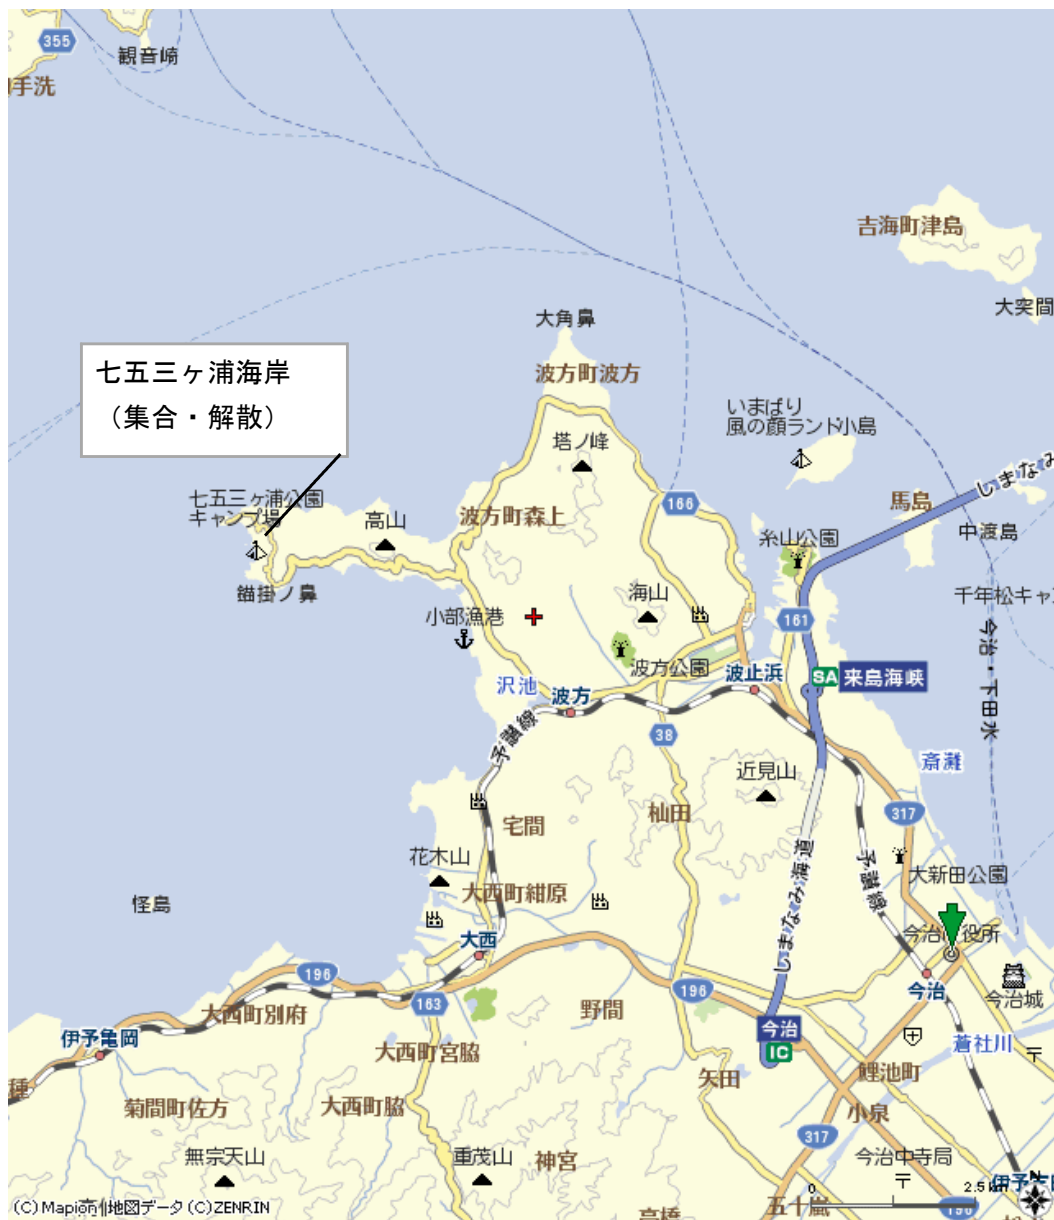 355
観音崎
手洗
吉海町津島
大突間
大角鼻
七五三ヶ浦海岸
（集合・解散）
波方町波方
いまばり
風の顔ランド小島
塔ノ峰
しまなみ
七五三ヶ浦公園
キャンプ場
高山
波方町森上
166
馬島
中渡島
糸山公園
錨掛ノ鼻
海山
千年松キャン
小部漁港
161
今治・下田水
波方公園
沢池
波方
波止浜
SA
来島海峡
予讃線
38
斎灘
近見山
宅間
杣田
317
花木山
しまなみ海道
予讃線
大新田公園
大西町紺原
怪島
大西
今治市役所
196
163
196
今治
今治城
大西町別府
野間
伊予亀岡
今治
IC
蒼社川
大西町宮脇
矢田
鯉池町
種
菊間町佐方
大西町脇
小泉
317
無宗天山
重茂山
神宮
今治中寺局
0
2.5
N
(C) Mapion
地図データ (C)ZENRIN
高橋
五十嵐
196